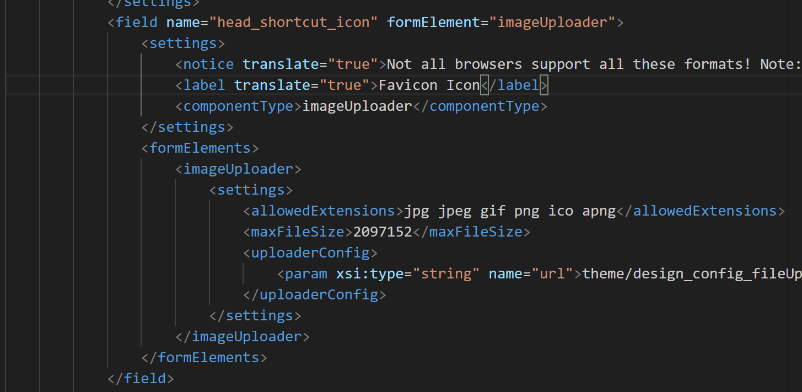 </settings>
<field name="head_shortcut_icon" formElement="imageUploader">
<settings>
<notice translate="true">Not all browsers support all these formats! Note:
<label translate="true">Favicon Icon</label>
<componentType>imageUploader</componentType>
</settings>
<formElements>
<imageUploader>
<settings>
<allowedExtensions>jpg jpeg gif png ico apng</allowedExtensions>
<maxFileSize>2097152</maxFileSize>
<uploaderConfig>
<param xsi:type="string" name="url">theme/design_config_fileUp
</uploaderConfig>
</settings>
</imageUploader>
</formElements>
</field>